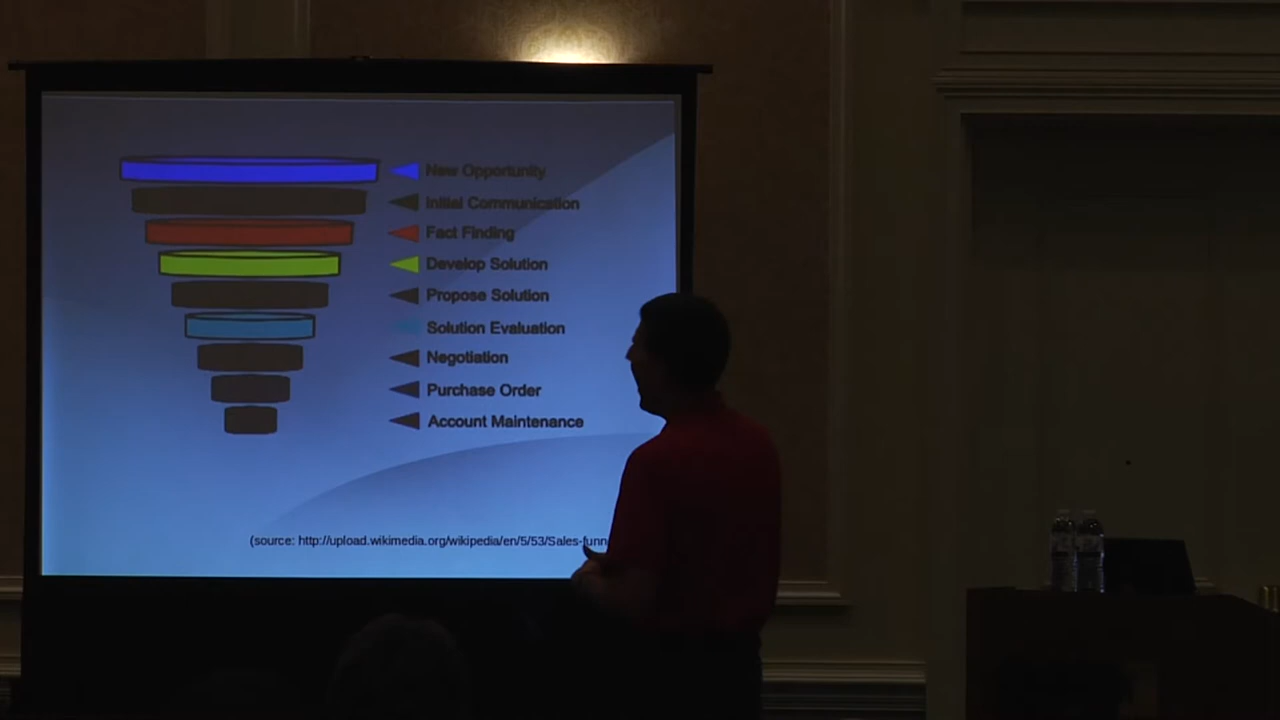 New Opportunity
Initial Communication
Fact Finding
Develop Solution
Propose Solution
Solution Evaluation
Negotiation
Purchase Order
Account Maintenance
(source: http://upload.wikimedia.org/wikipedia/en/5/53/Sales-funn